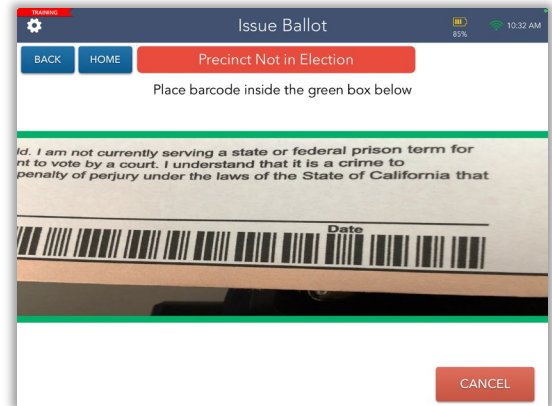 TRAINING
Issue Ballot
85%
10:32 AM
BACK
HOME
Precinct Not in Election
Place barcode inside the green box below
ld. I am not currently serving a state or federal prison term for
nt to vote by a court. I understand that it is a crime to
penalty of perjury under the laws of the State of California that
Date
CANCEL